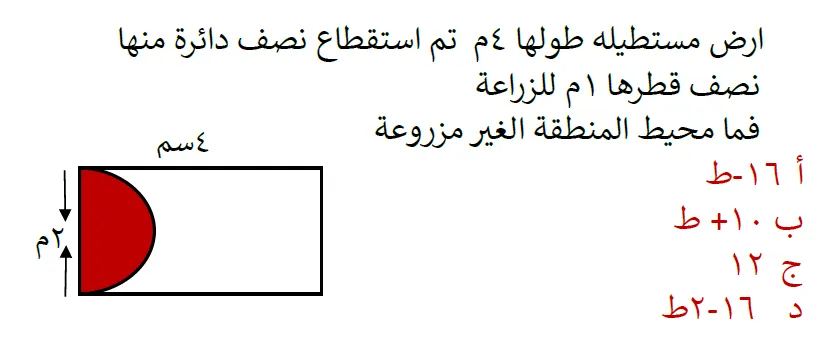 ارض مستطيله طولها ٤م تم استقطاع نصف دائرة منها
نصف قطرها ١م للزراعة
فما محيط المنطقة الغير مزروعة
٤سم
٢م
أ ١٦-ط
ب ١٠+ ط
ج ١٢
د ١٦-٢ط